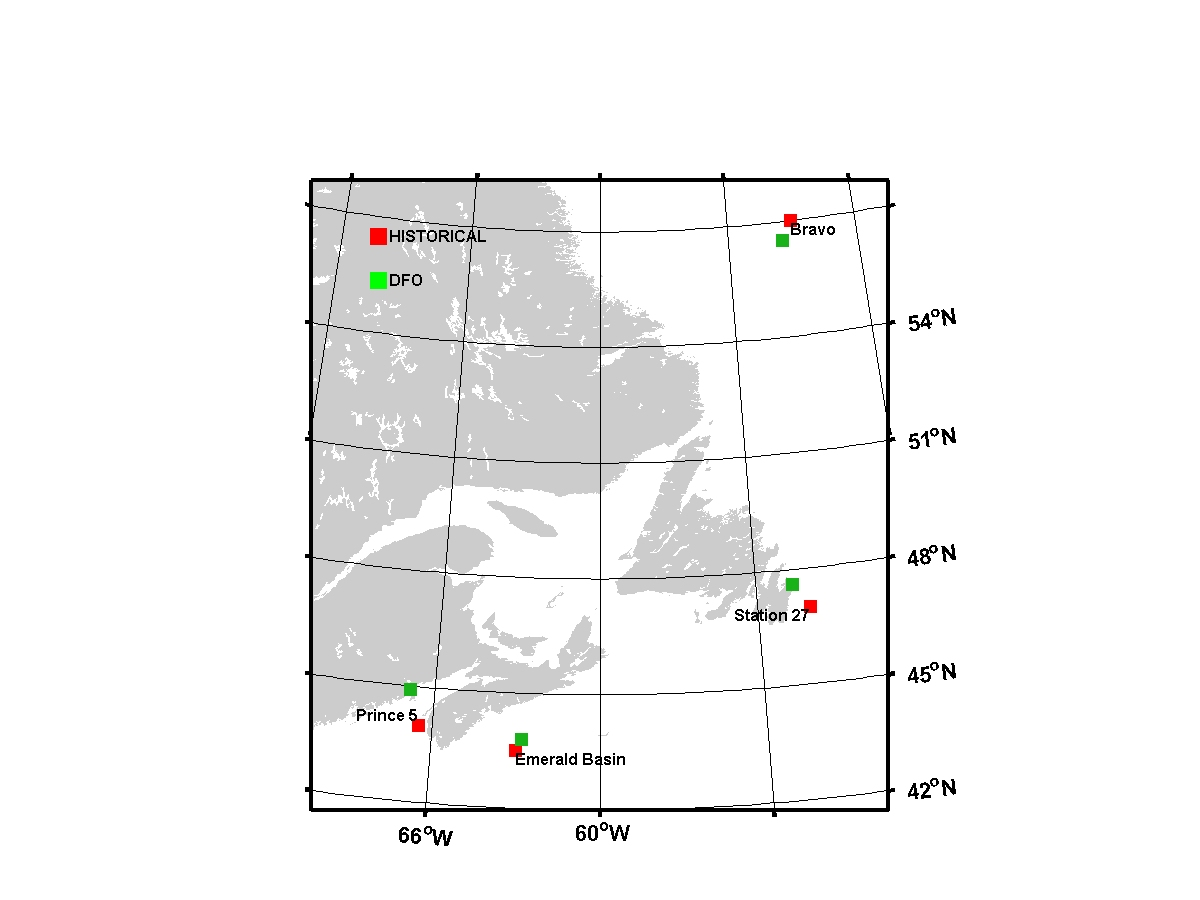 HISTORICAL
DFO
Bravo
54°N
51°N
48°N
Station 27
45°N
Prince 5
Emerald Basin
42°N
66°W
60°W